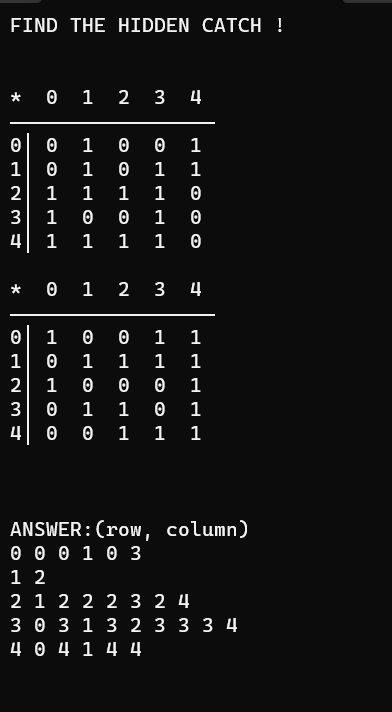 FIND THE HIDDEN CATCH !
* 0 1 2 3 4
0| 0 1 0 0 1
1| 0 1 0 1 1
2| 1 1 1 1 0
3| 1 0 0 1 0
4| 1 1 1 1 0
* 0 1 2 3 4
0| 1 0 0 1 1
1| 0 1 1 1 1
2| 1 0 0 0 1
3| 0 1 1 0 1
4| 0 0 1 1 1
ANSWER:(row, column)
0 0 0 1 0 3
1 2
2 1 2 2 2 3 2 4
3 0 3 1 3 2 3 3 3 4
4 0 4 1 4 4